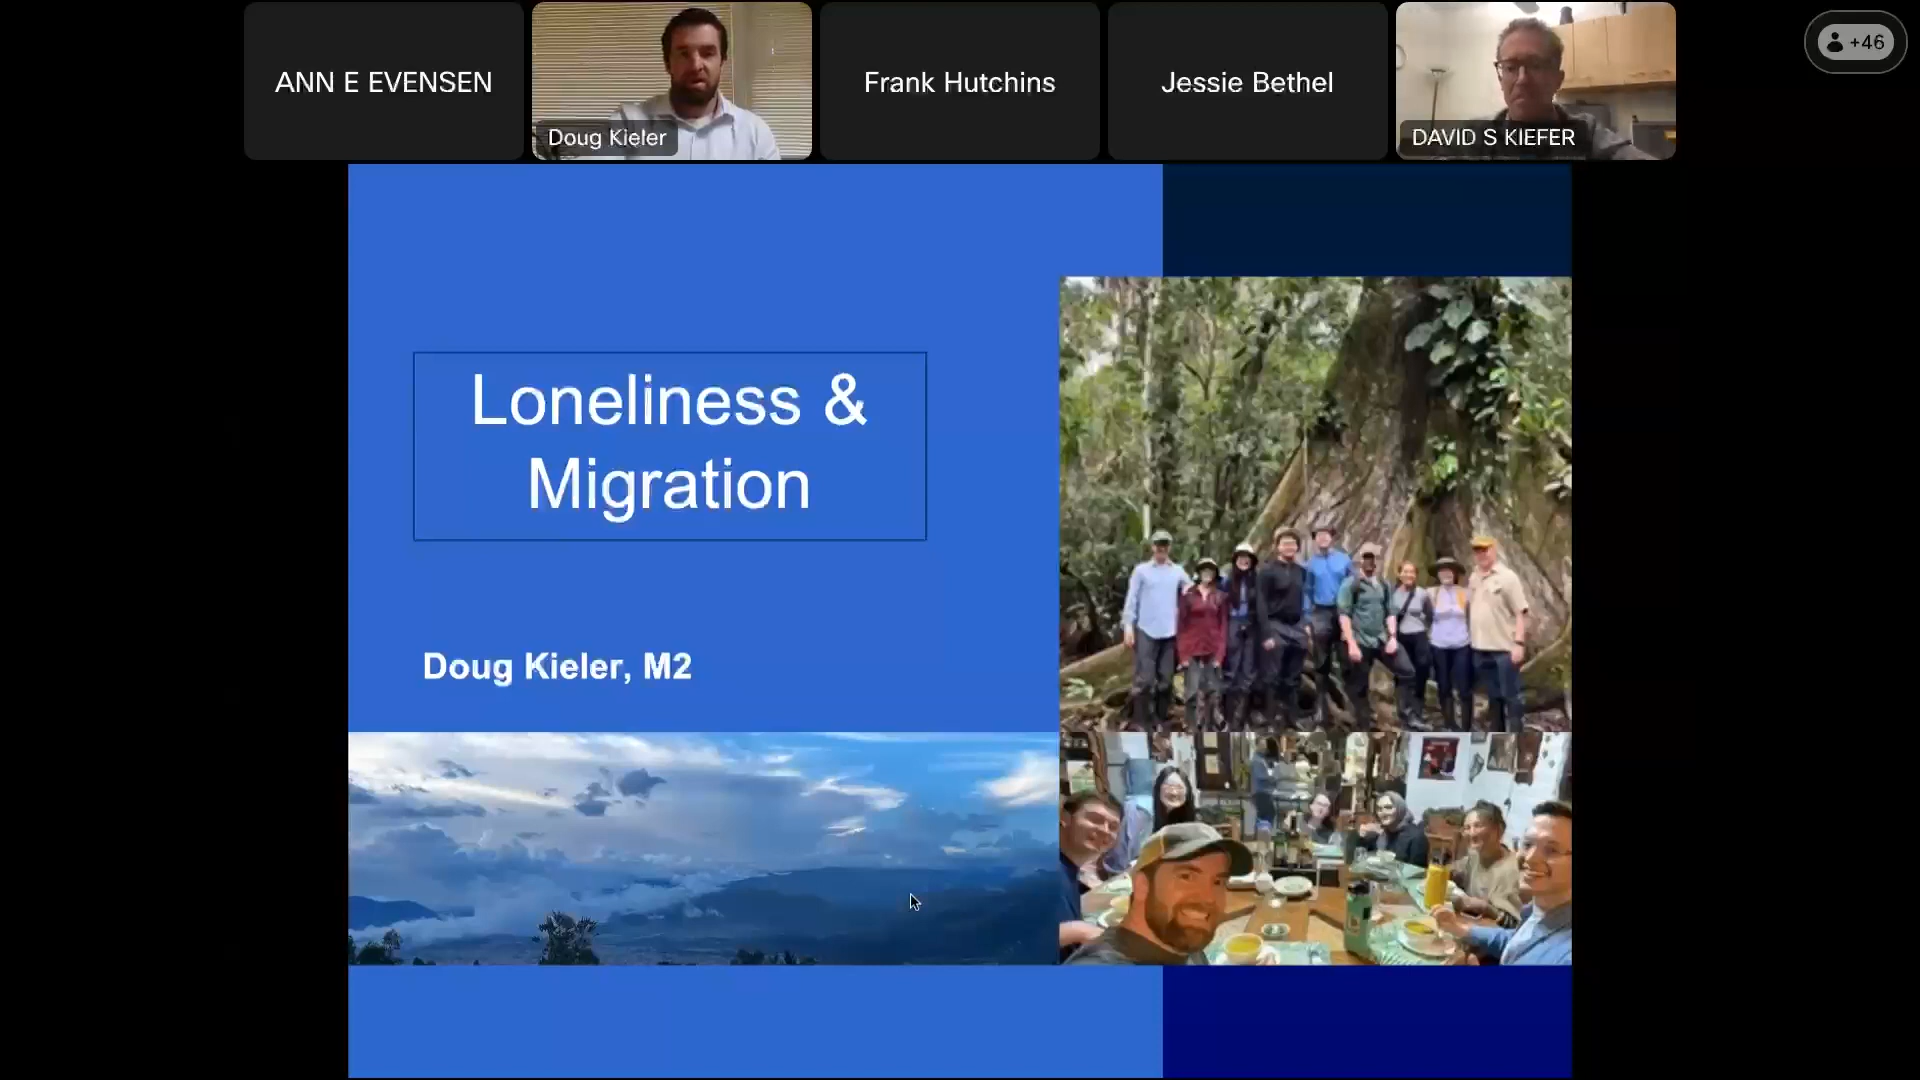 ANN E EVENSEN
Doug Kieler
Frank Hutchins
Jessie Bethel
DAVID S KIEFER
+46
Loneliness &
Migration
Doug Kieler, M2